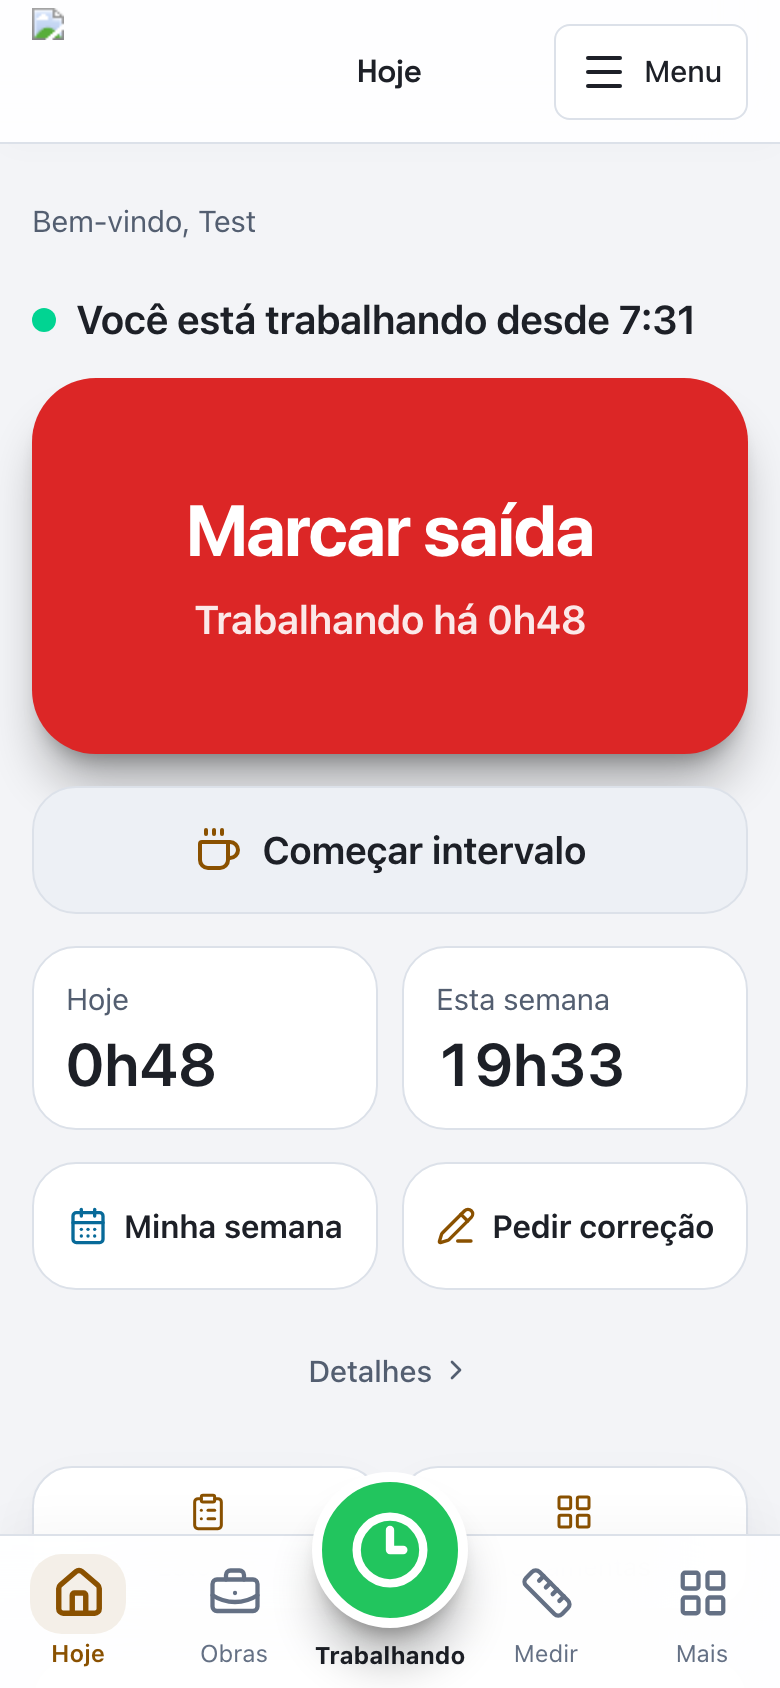 Hoje
Menu
Bem-vindo, Test
Você está trabalhando desde 7:31
Marcar saída
Trabalhando há 0h48
Começar intervalo
Hoje
Esta semana
0h48
19h33
Minha semana
Pedir correção
Detalhes
Hoje
Obras
Trabalhando
Medir
Mais